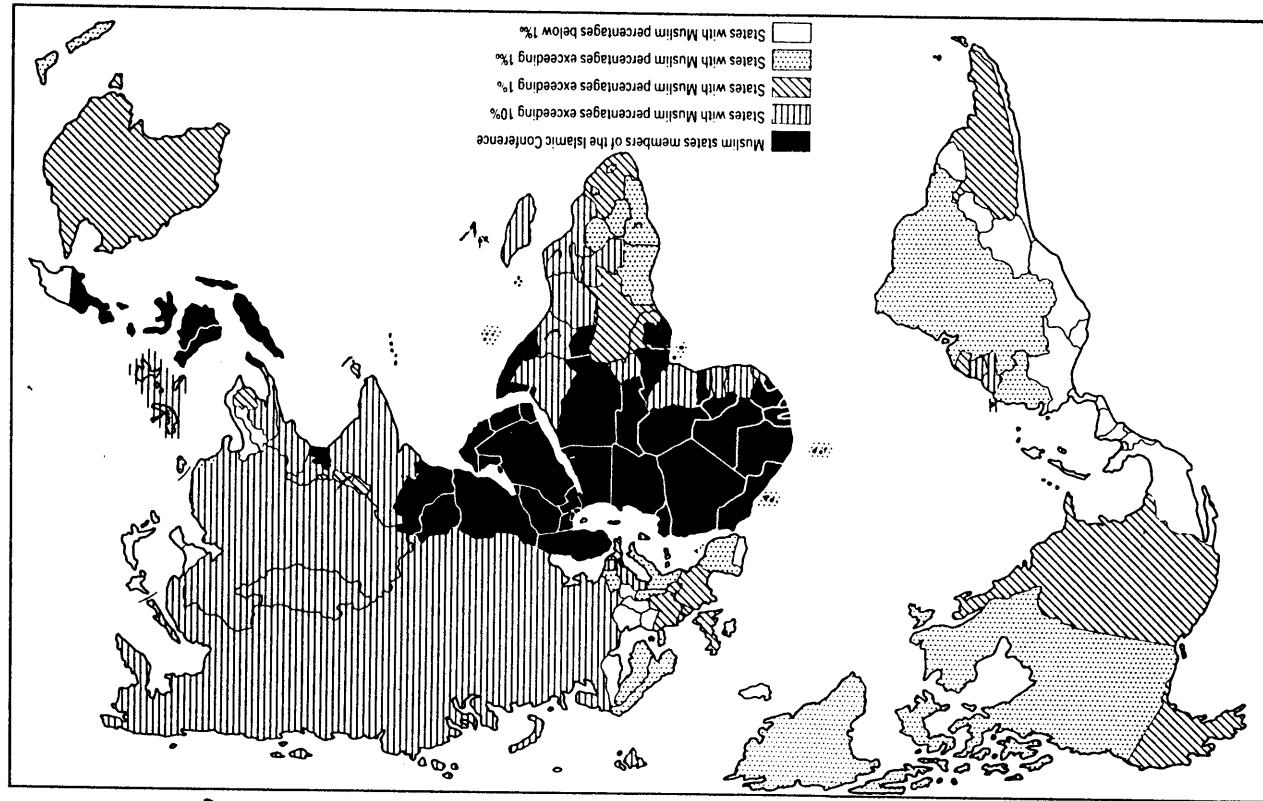 Muslim states members of the Islamic Conference
States with Muslim percentages exceeding 10%
States with Muslim percentages exceeding 1%
States with Muslim percentages exceeding 1‰
States with Muslim percentages below 1‰